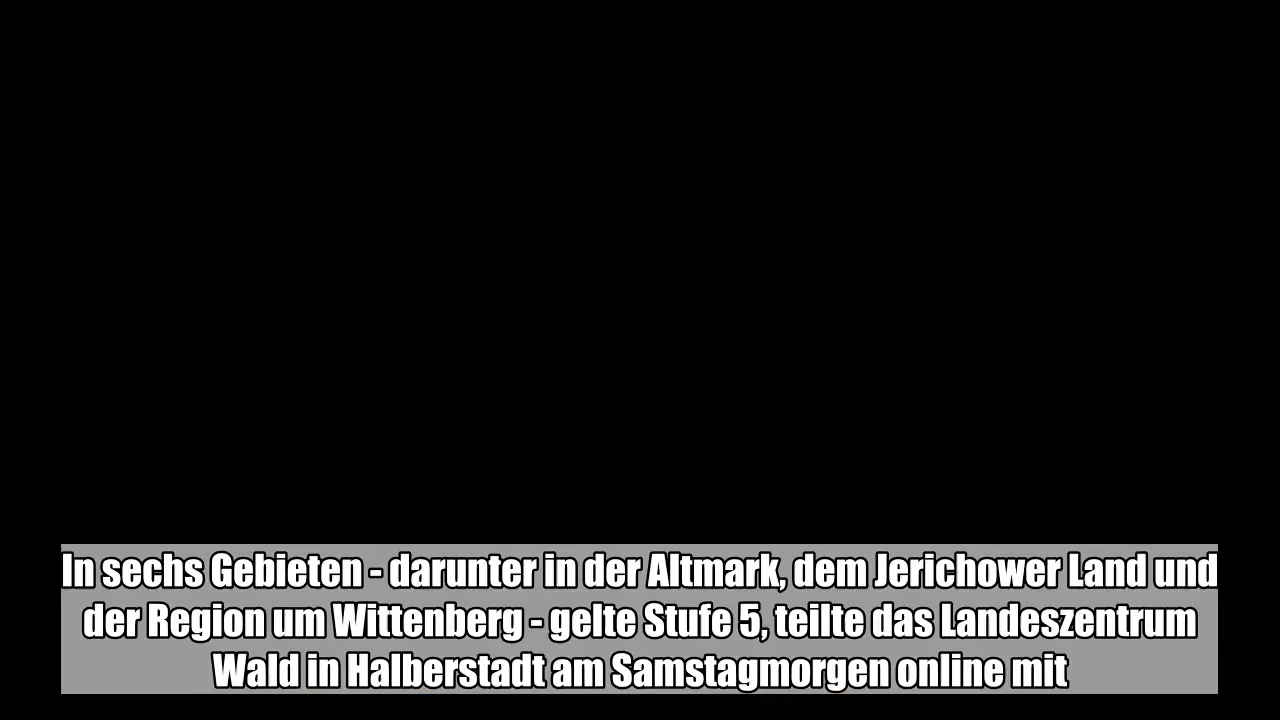 In sechs Gebieten - darunter in der Altmark, dem Jerichower Land und
der Region um Wittenberg - gelte Stufe 5, teilte das Landeszentrum
Wald in Halberstadt am Samstagmorgen online mit